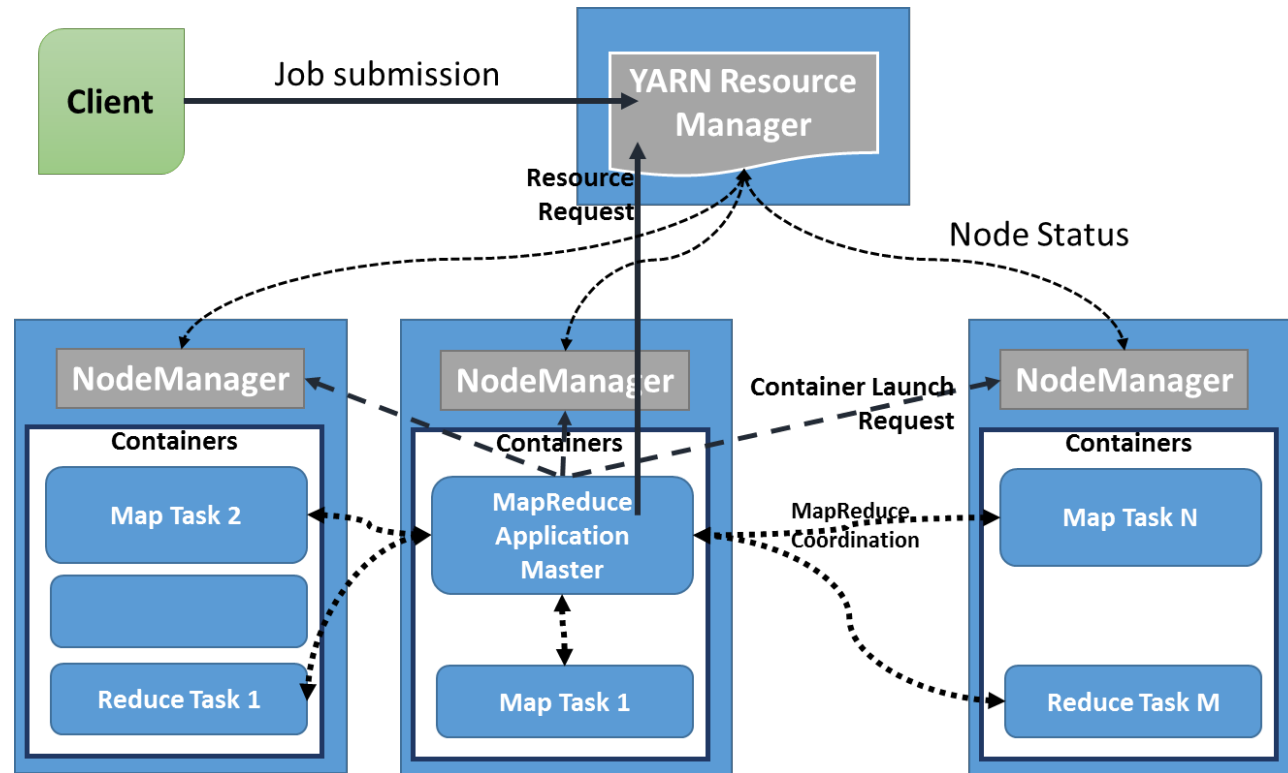 Client
Job submission
YARN Resource
Manager
Resource
Request
Node Status
NodeManager
NodeManager
NodeManager
Container Launch
Request
Containers
Containers
Containers
Map Task 2
MapReduce
Application
Master
MapReduce
Coordination
Map Task N
Reduce Task 1
Map Task 1
Reduce Task M